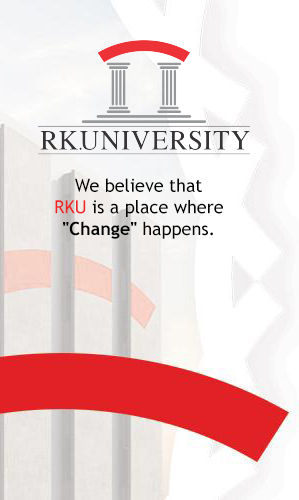 RK.UNIVERSITY
We believe that
RKU is a place where
"Change" happens.